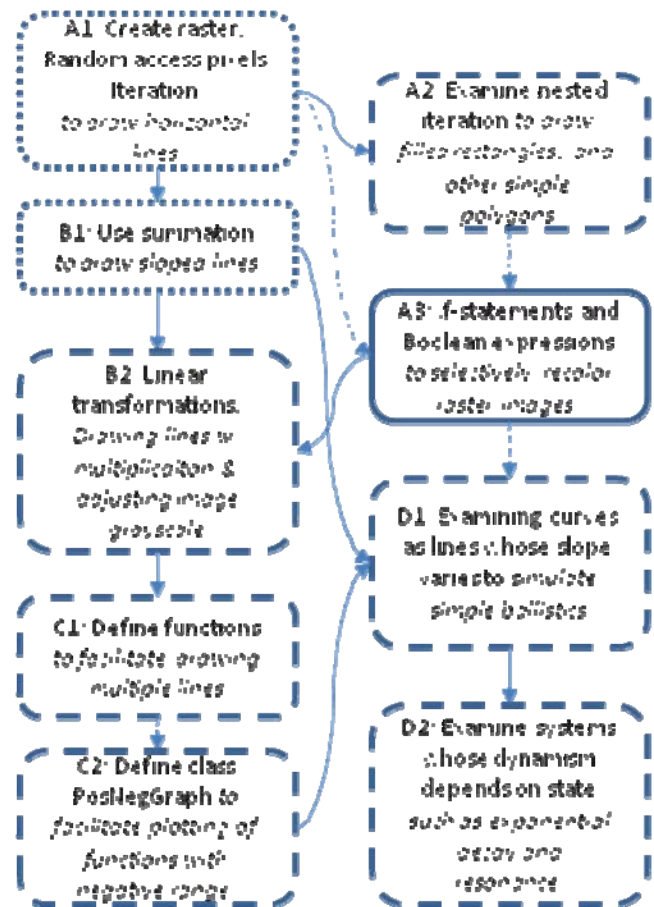 A1 Create raster.
Random access pixels
Iteration
to draw horizontal
lines
B1: Use summation
to draw sloped lines
B2 Linear
transformations.
Drawing lines w
multiplicaiton &
adjusting image
grayscale
C1: Define functions
to facilitate drawing
multiple lines
C2: Define class
PosNegGraph to
facilitate plotting of
functions with
negative range
A2 Examine nested
iteration to draw
filled rectangles, and
other simple
polygons
A3: If-statements and
Boolean expressions
to selectively recolor
raster images
D1 Examining curves
as lines whose slope
varies to simulate
simple ballistics
D2: Examine systems
whose dynamism
depends on state
such as exponential
decay and
resonance